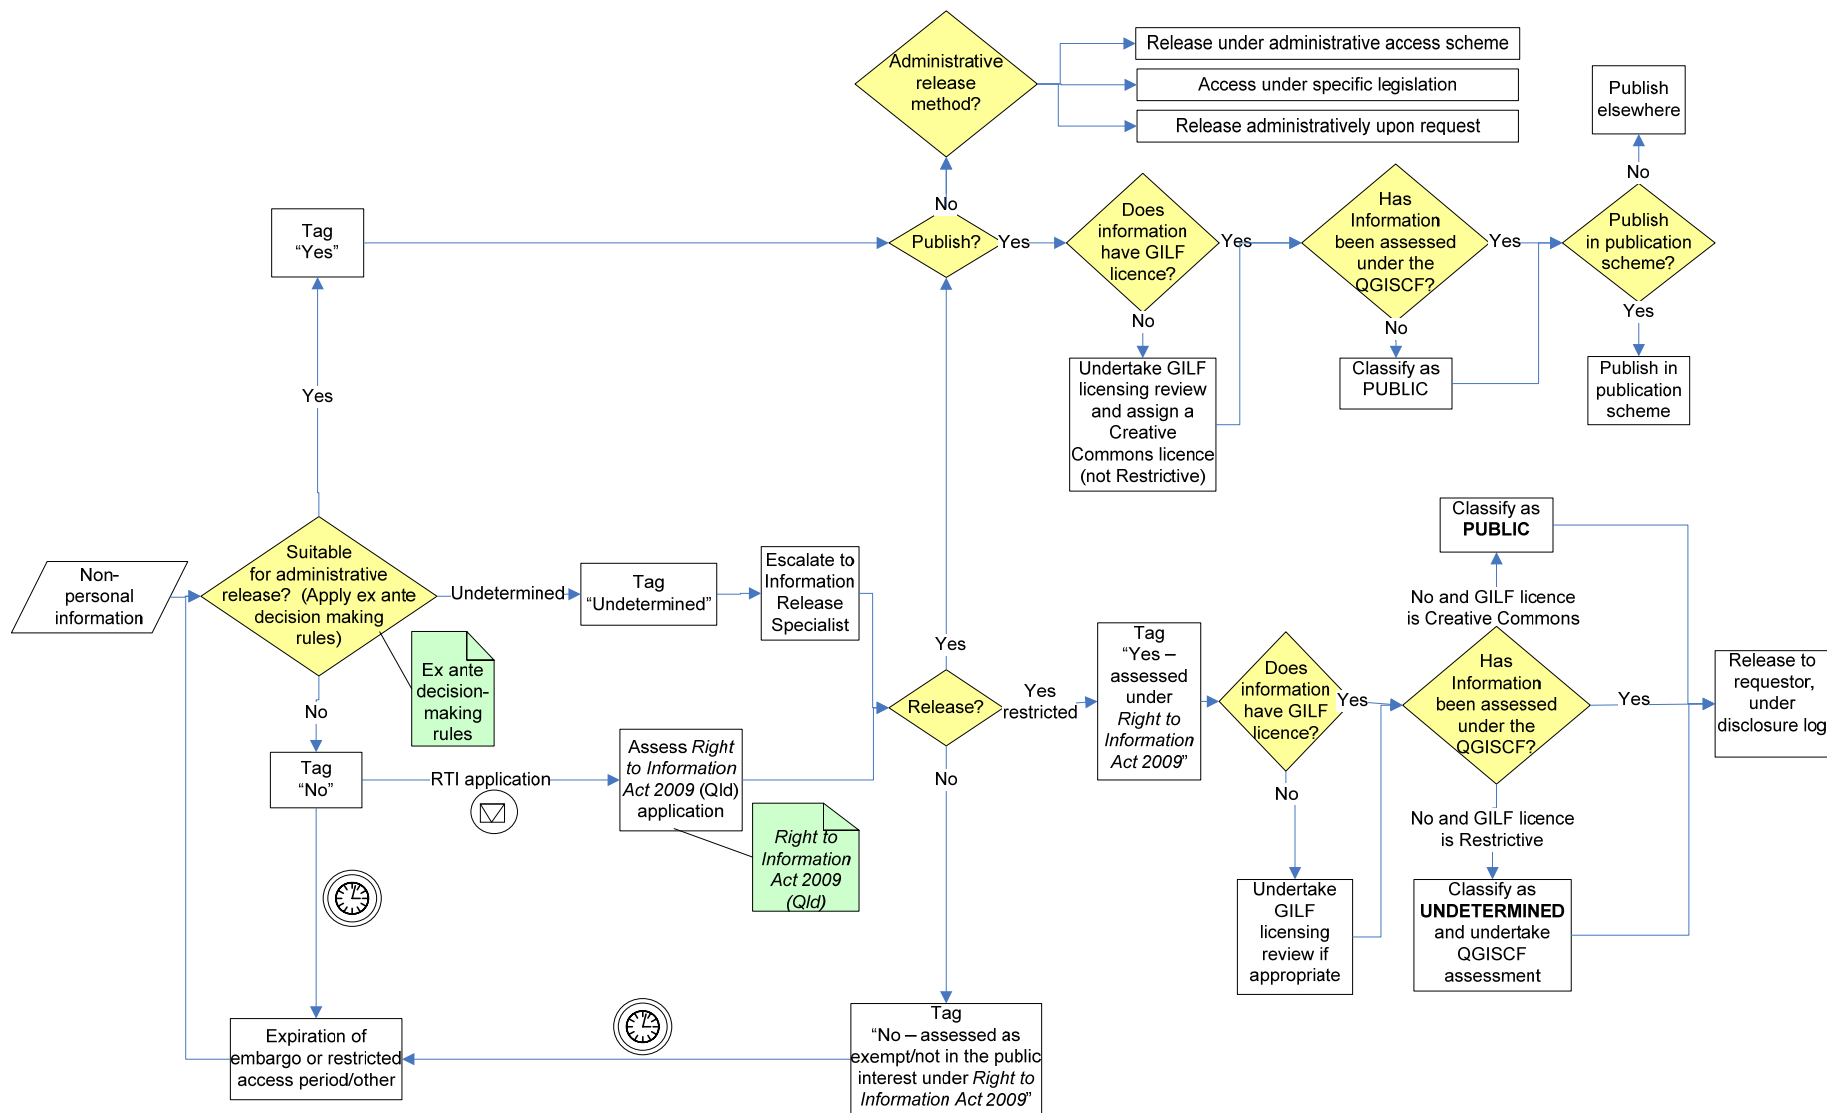 Administrative
release
method?
Release under administrative access scheme
Access under specific legislation
Release administratively upon request
Publish
elsewhere
No
No
Tag
“Yes”
Publish?
Yes
Does
information
have GILF
licence?
Yes
Has
Information
been assessed
under the
QGISCF?
Yes
Publish
in publication
scheme?
No
No
Yes
Undertake GILF
licensing review
and assign a
Creative
Commons licence
(not Restrictive)
Classify as
PUBLIC
Publish in
publication
scheme
Yes
Non-
personal
information
Suitable
for administrative
release? (Apply ex ante
decision making
rules)
Undetermined
Tag
“Undetermined”
Escalate to
Information
Release
Specialist
Ex ante
decision-
making
rules
No
Tag
“No”
RTI application
Assess Right
to Information
Act 2009 (Qld)
application
Right to
Information
Act 2009
(Qld)
Yes
Release?
Yes
restricted
No
Tag
“Yes –
assessed
under
Right to
Information
Act 2009”
Does
information
have GILF
licence?
Yes
No
Undertake
GILF
licensing
review if
appropriate
Classify as
PUBLIC
No and GILF licence
is Creative Commons
Has
Information
been assessed
under the
QGISCF?
Yes
No and GILF licence
is Restrictive
Classify as
UNDETERMINED
and undertake
QGISCF
assessment
Release to
requestor,
under
disclosure log
Expiration of
embargo or restricted
access period/other
Tag
“No – assessed as
exempt/not in the public
interest under Right to
Information Act 2009”